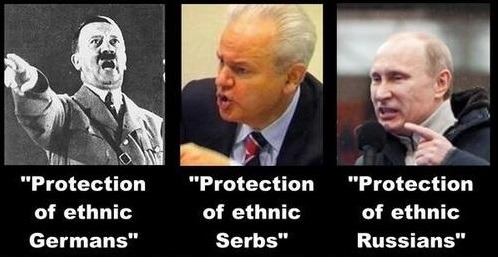 "Protection
of ethnic
Germans"
"Protection
of ethnic
Serbs"
"Protection
of ethnic
Russians"